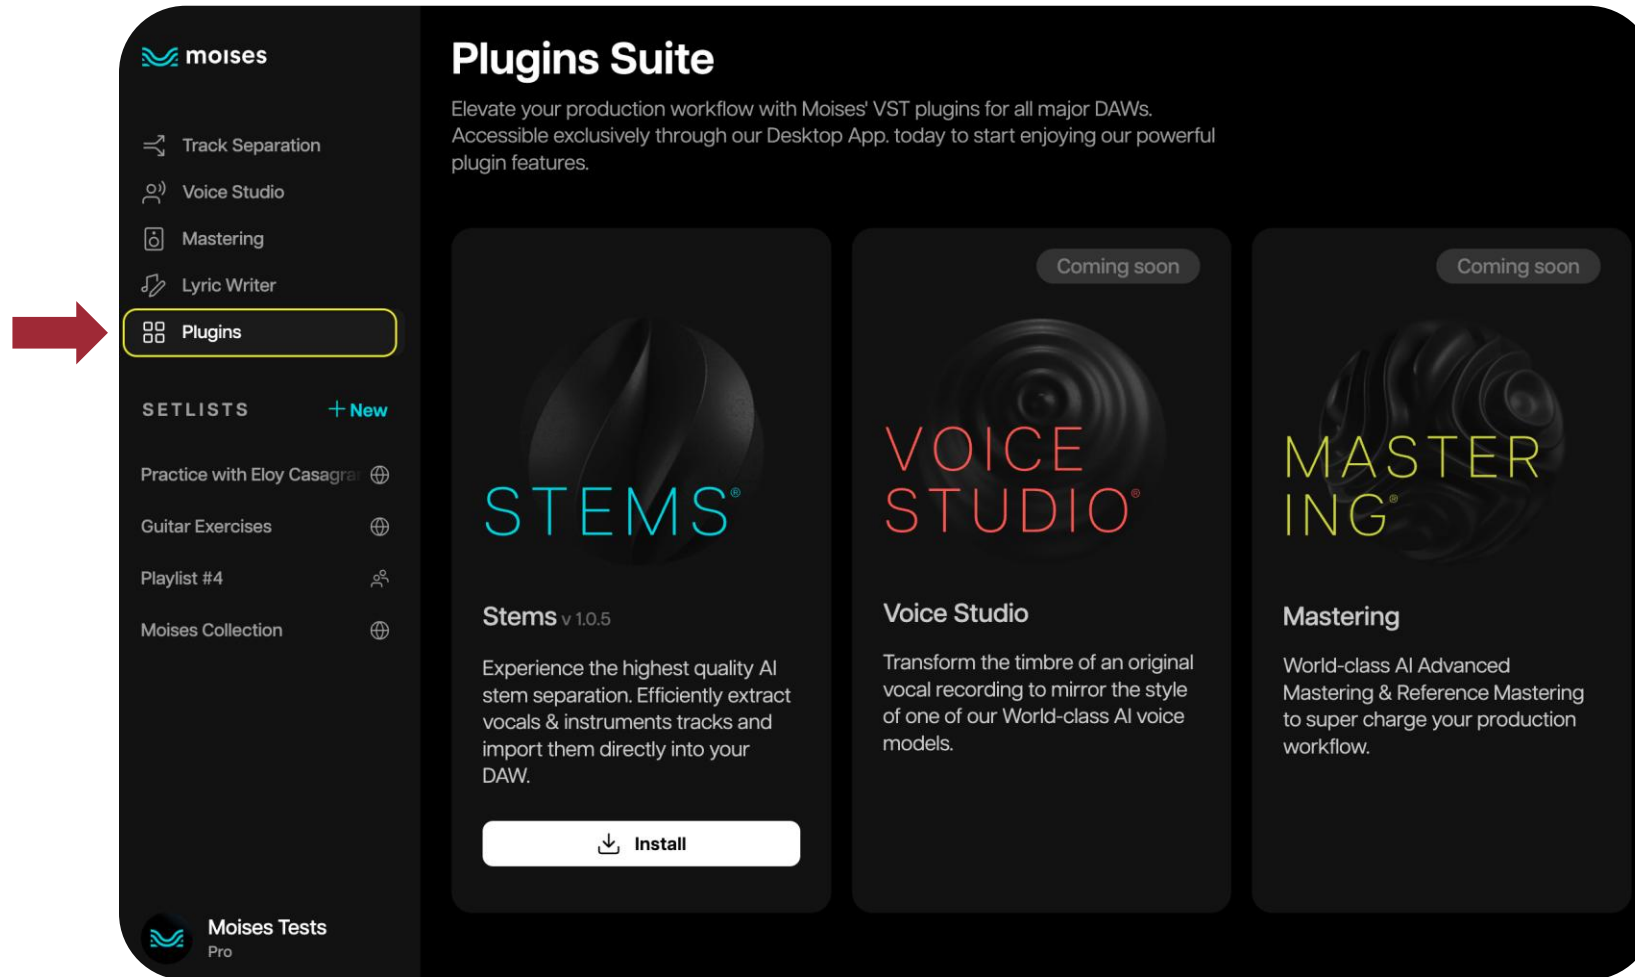 moises
Track Separation
Voice Studio
Mastering
Lyric Writer
Plugins
SETLISTS
+ New
Practice with Eloy Casagra
Guitar Exercises
Playlist #4
Moises Collection
Moises Tests
Pro
Plugins Suite
Elevate your production workflow with Moises' VST plugins for all major DAWs.
Accessible exclusively through our Desktop App. today to start enjoying our powerful
plugin features.
STEMS®
Stems v 1.0.5
Experience the highest quality AI
stem separation. Efficiently extract
vocals & instruments tracks and
import them directly into your
DAW.
Install
Coming soon
VOICE
STUDIO®
Voice Studio
Transform the timbre of an original
vocal recording to mirror the style
of one of our World-class AI voice
models.
Coming soon
MASTER
ING®
Mastering
World-class AI Advanced
Mastering & Reference Mastering
to super charge your production
workflow.